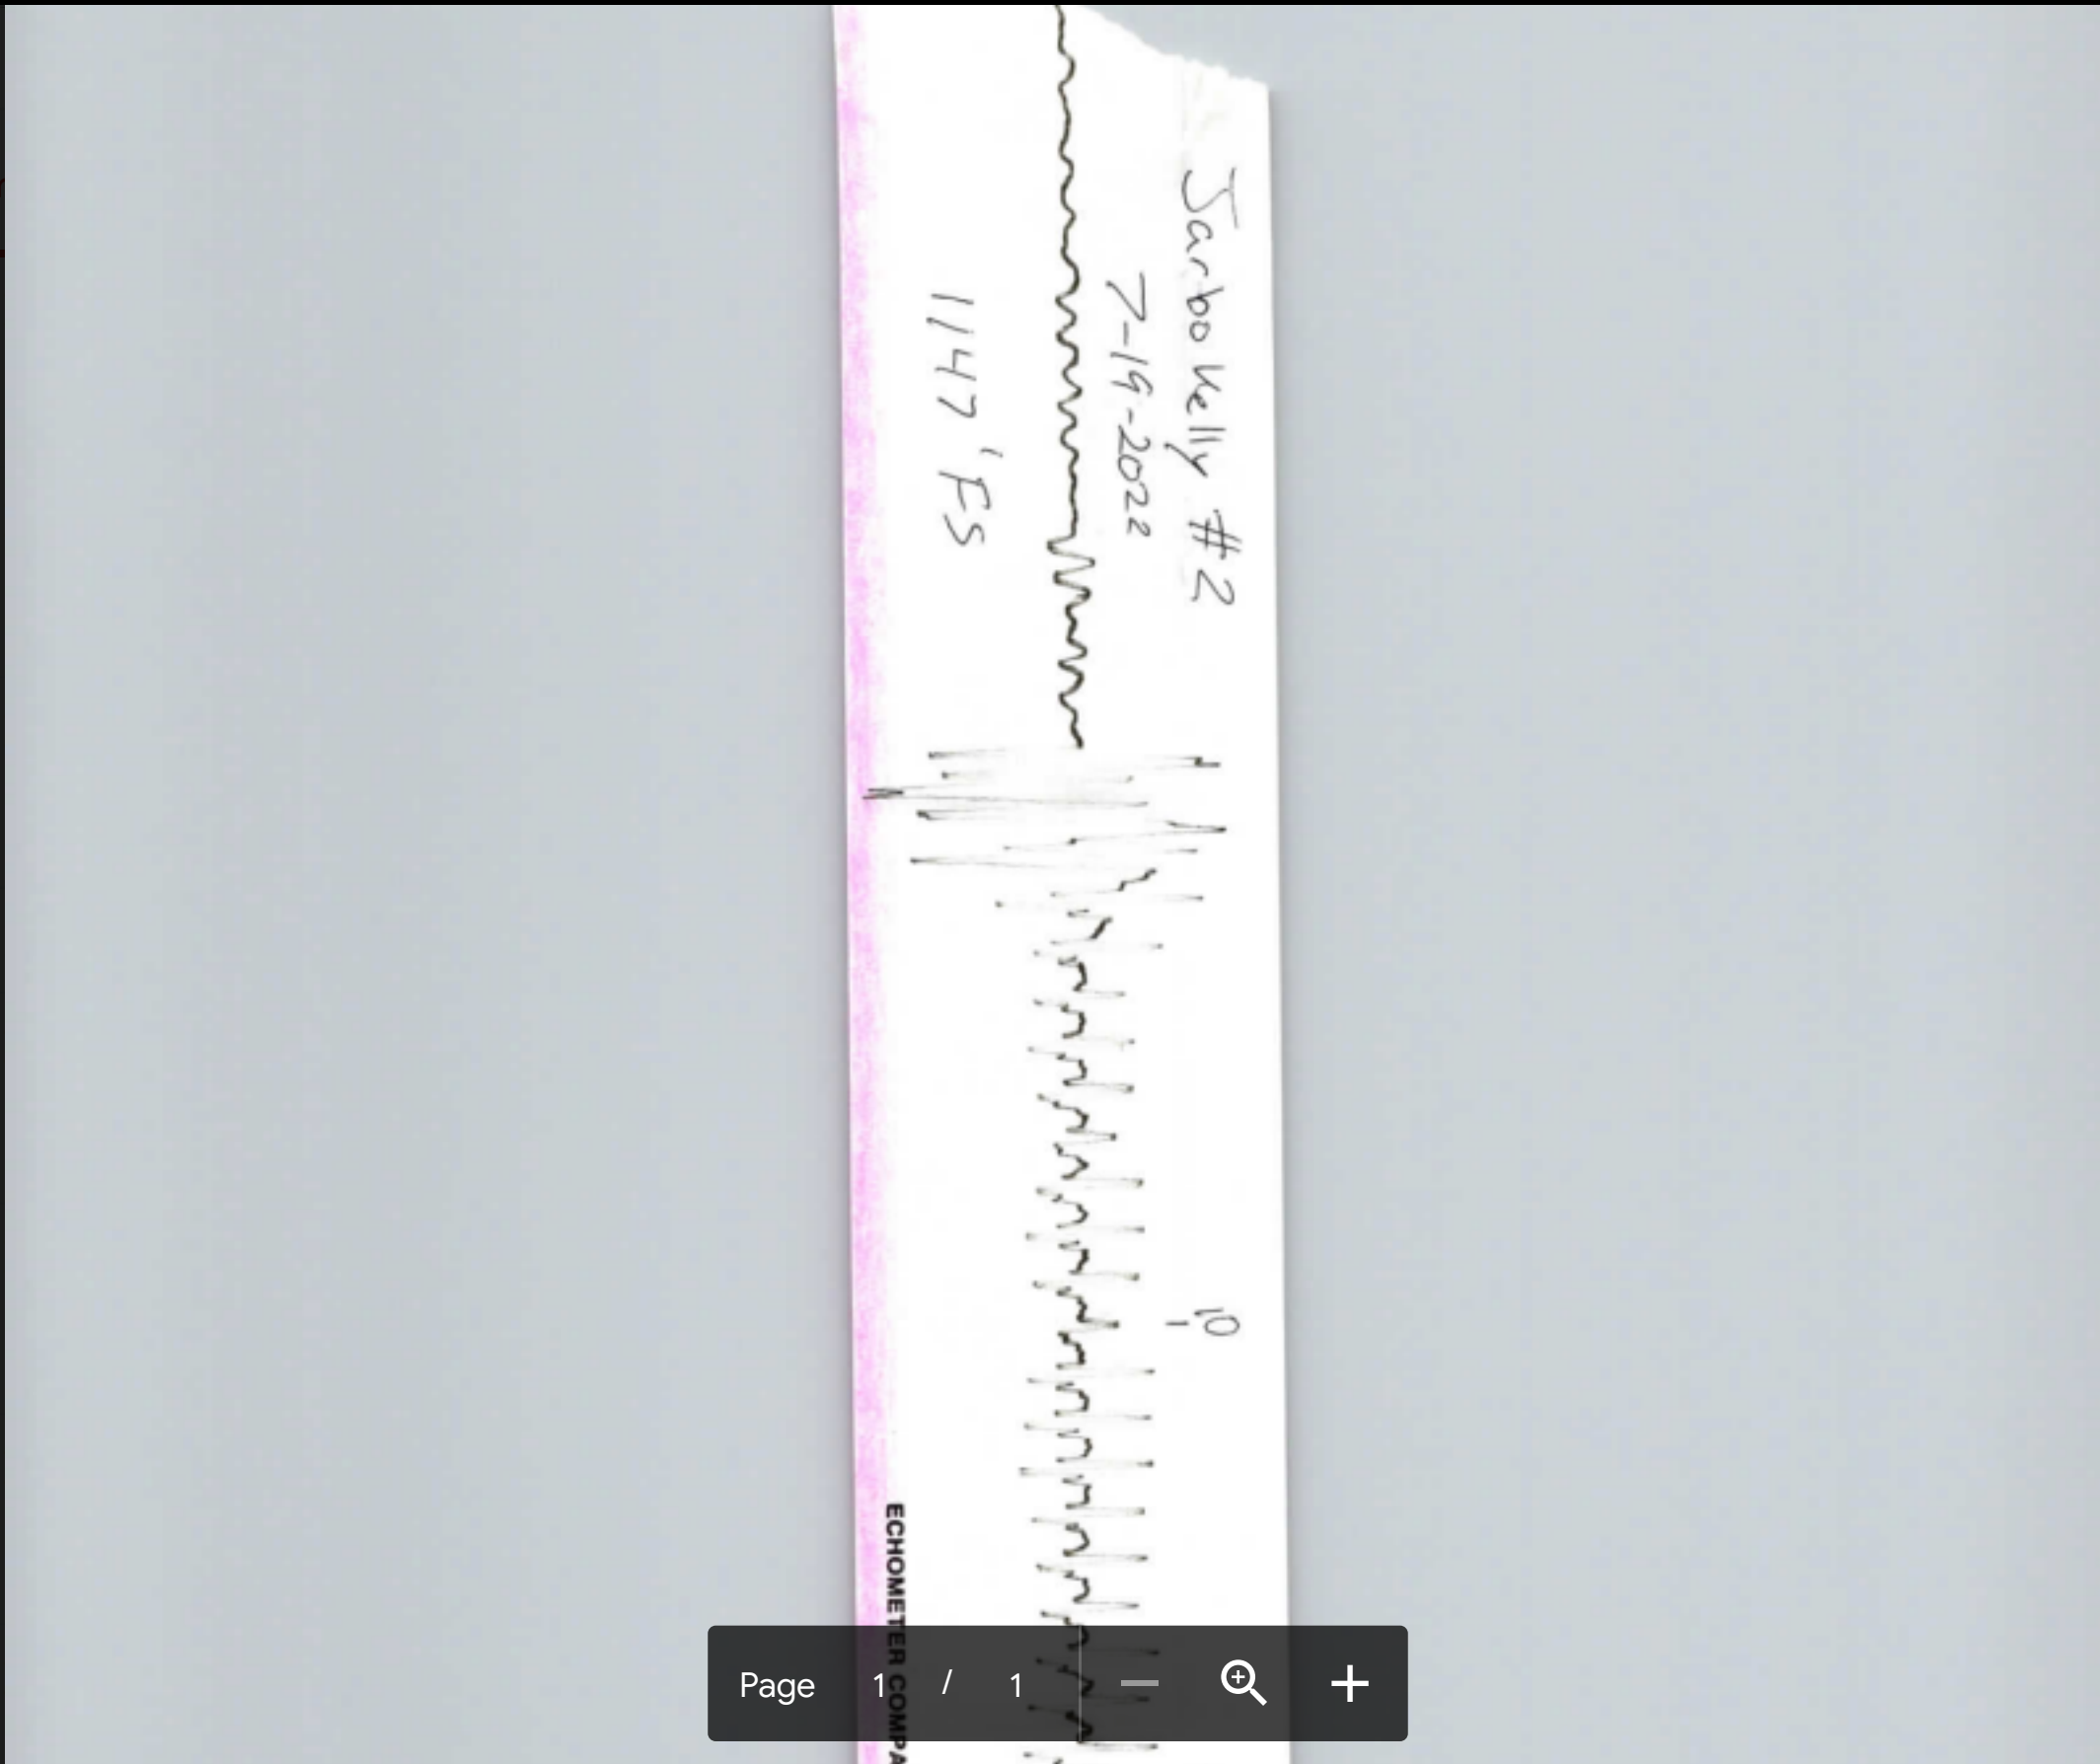 Jarbo Kelly #2
7-19-2022
1147' FS
10
ECHOMETER COMPA
Page 1 / 1